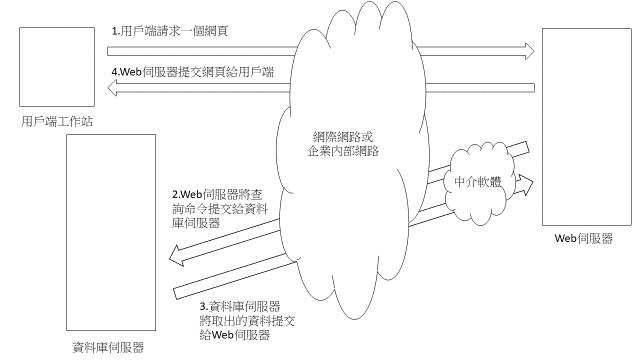 1.用戶端請求一個網頁
4.Web伺服器提交網頁給用戶端
用戶端工作站
網際網路或
企業內部網路
中介軟體
2.Web伺服器將查
詢命令提交給資料
庫伺服器
Web伺服器
3.資料庫伺服器
將取出的資料提交
給Web伺服器
資料庫伺服器